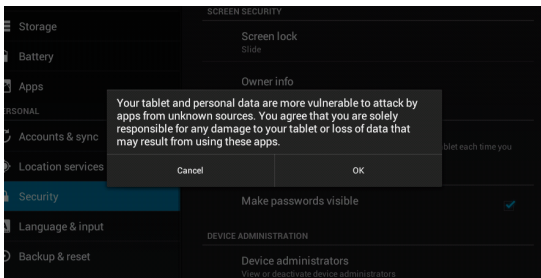 SCREEN SECURITY
Storage
Screen lock
Slide
Battery
Owner info
Apps
ERSONAL
Your tablet and personal data are more vulnerable to attack by
apps from unknown sources. You agree that you are solely
responsible for any damage to your tablet or loss of data that
may result from using these apps.
Accounts & sync
blet each time you
Location services
Cancel
OK
Security
Make passwords visible
Language & input
DEVICE ADMINISTRATION
Backup & reset
Device administrators
View or deactivate device administrators